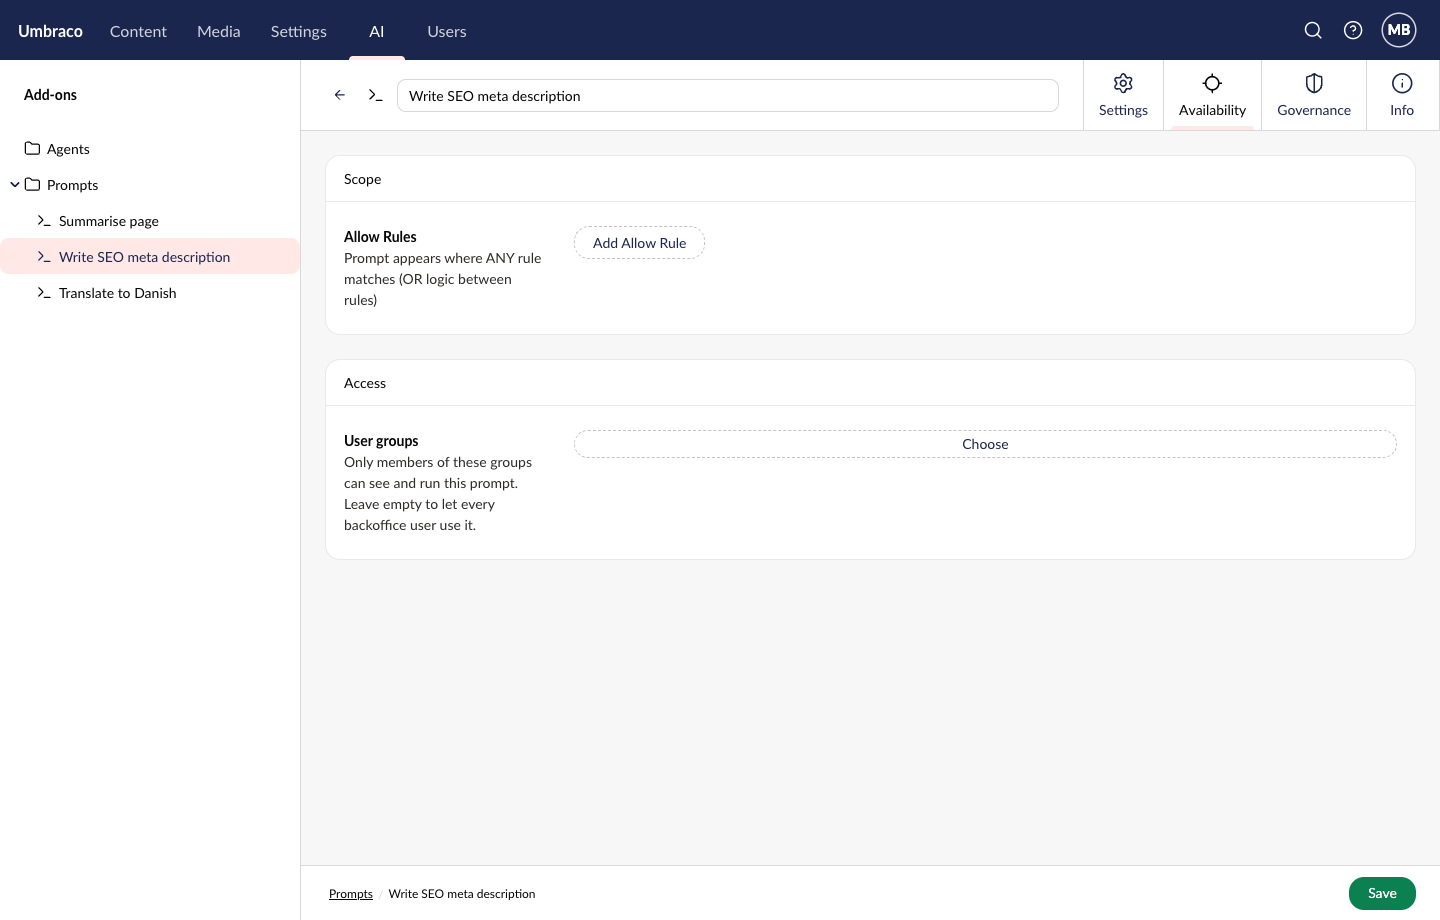 Umbraco
Content
Media
Settings
AI
Users
MB
Add-ons
Agents
Prompts
Summarise page
Write SEO meta description
Translate to Danish
Write SEO meta description
Settings
Availability
Governance
Info
Scope
Allow Rules
Prompt appears where ANY rule
matches (OR logic between
rules)
Add Allow Rule
Access
User groups
Only members of these groups
can see and run this prompt.
Leave empty to let every
backoffice user use it.
Choose
Prompts / Write SEO meta description
Save